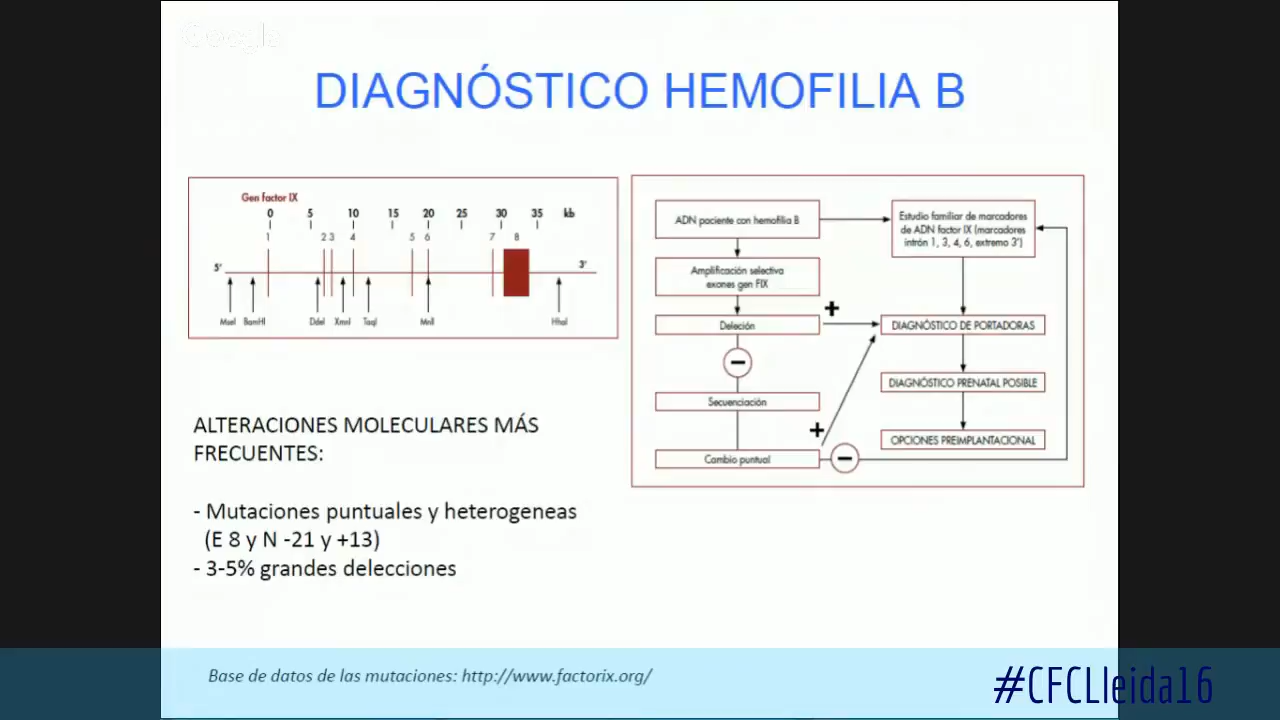 Google
DIAGNÓSTICO HEMOFILIA B
Gen factor IX
0 5 10 15 20 25 30 35 kb
1 2 3 4 5 6 7 8
5' 3'
MseI BamHI DdeI XmnI TaqI MnlI HhaI
ADN paciente con hemofilia B
Amplificación selectiva
exones gen FIX
Deleción
+
−
Secuenciación
+
Cambio puntual
−
Estudio familiar de marcadores
de ADN factor IX (marcadores
intrón 1, 3, 4, 6, extremo 3')
DIAGNÓSTICO DE PORTADORAS
DIAGNÓSTICO PRENATAL POSIBLE
OPCIONES PREIMPLANTACIONAL
ALTERACIONES MOLECULARES MÁS
FRECUENTES:
- Mutaciones puntuales y heterogeneas
(E 8 y N -21 y +13)
- 3-5% grandes delecciones
Base de datos de las mutaciones: http://www.factorix.org/
#CFCLleida16